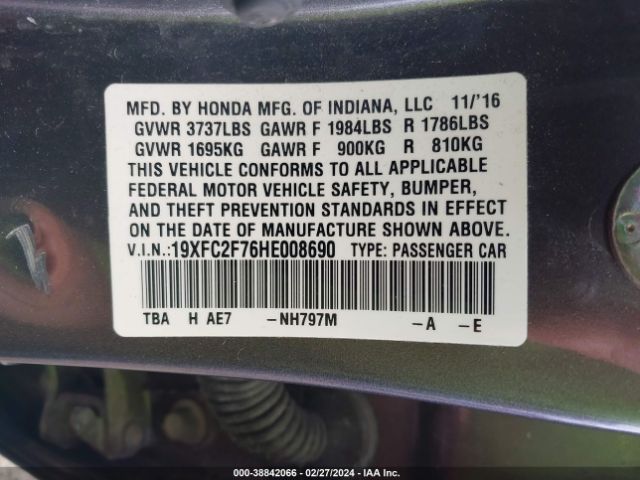 MFD. BY HONDA MFG. OF INDIANA, LLC 11/'16
GVWR 3737LBS GAWR F 1984LBS R 1786LBS
GVWR 1695KG GAWR F 900KG R 810KG
THIS VEHICLE CONFORMS TO ALL APPLICABLE
FEDERAL MOTOR VEHICLE SAFETY, BUMPER,
AND THEFT PREVENTION STANDARDS IN EFFECT
ON THE DATE OF MANUFACTURE SHOWN ABOVE.
V.I.N.:19XFC2F76HE008690 TYPE: PASSENGER CAR
TBA H AE7 -NH797M -A -E
000-38842066 - 02/27/2024 - IAA Inc.